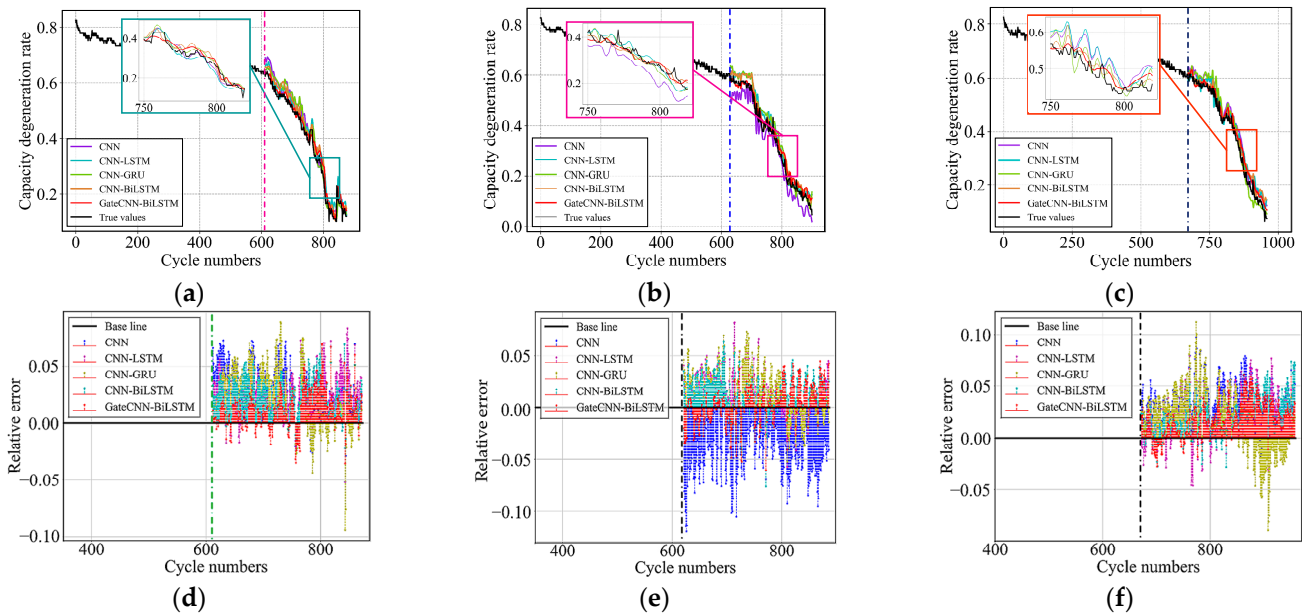 Capacity degeneration rate
0.8
0.6
0.4
0.2
0.4
0.2
750
800
CNN
CNN-LSTM
CNN-GRU
CNN-BiLSTM
GateCNN-BiLSTM
True values
0
200
400
600
800
Cycle numbers
(a)
Capacity degeneration rate
0.8
0.6
0.4
0.2
0.0
0.4
0.2
750
800
CNN
CNN-LSTM
CNN-GRU
CNN-BiLSTM
GateCNN-BiLSTM
True values
0
200
400
600
800
Cycle numbers
(b)
Capacity degeneration rate
0.8
0.6
0.4
0.2
0.0
0.6
0.5
750
800
CNN
CNN-LSTM
CNN-GRU
CNN-BiLSTM
GateCNN-BiLSTM
True values
0
250
500
750
1000
Cycle numbers
(c)
Relative error
0.05
0.00
−0.05
−0.10
Base line
CNN
CNN-LSTM
CNN-GRU
CNN-BiLSTM
GateCNN-BiLSTM
400
600
800
Cycle numbers
(d)
Relative error
0.05
0.00
−0.05
−0.10
Base line
CNN
CNN-LSTM
CNN-GRU
CNN-BiLSTM
GateCNN-BiLSTM
400
600
800
Cycle numbers
(e)
Relative error
0.10
0.05
0.00
−0.05
Base line
CNN
CNN-LSTM
CNN-GRU
CNN-BiLSTM
GateCNN-BiLSTM
400
600
800
Cycle numbers
(f)